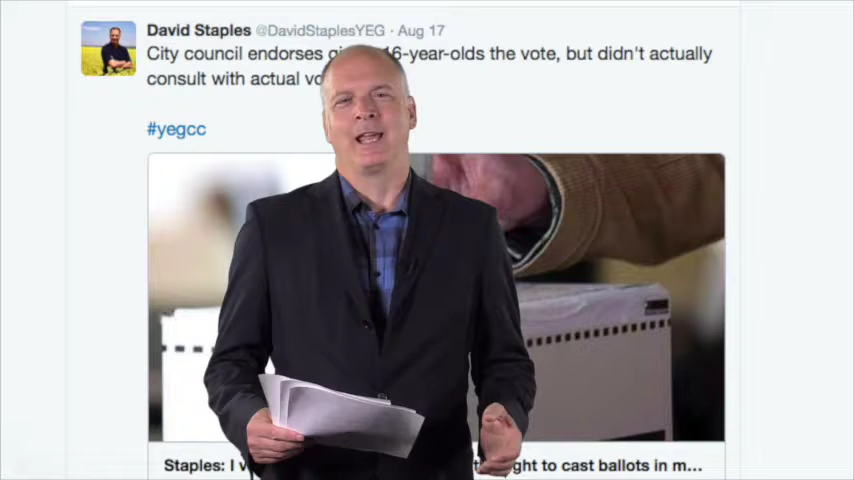 David Staples @DavidStaplesYEG · Aug 17
City council endorses 16-year-olds the vote, but didn't actually
consult with actual
#yegcc
Staples: I ght to cast ballots in m...